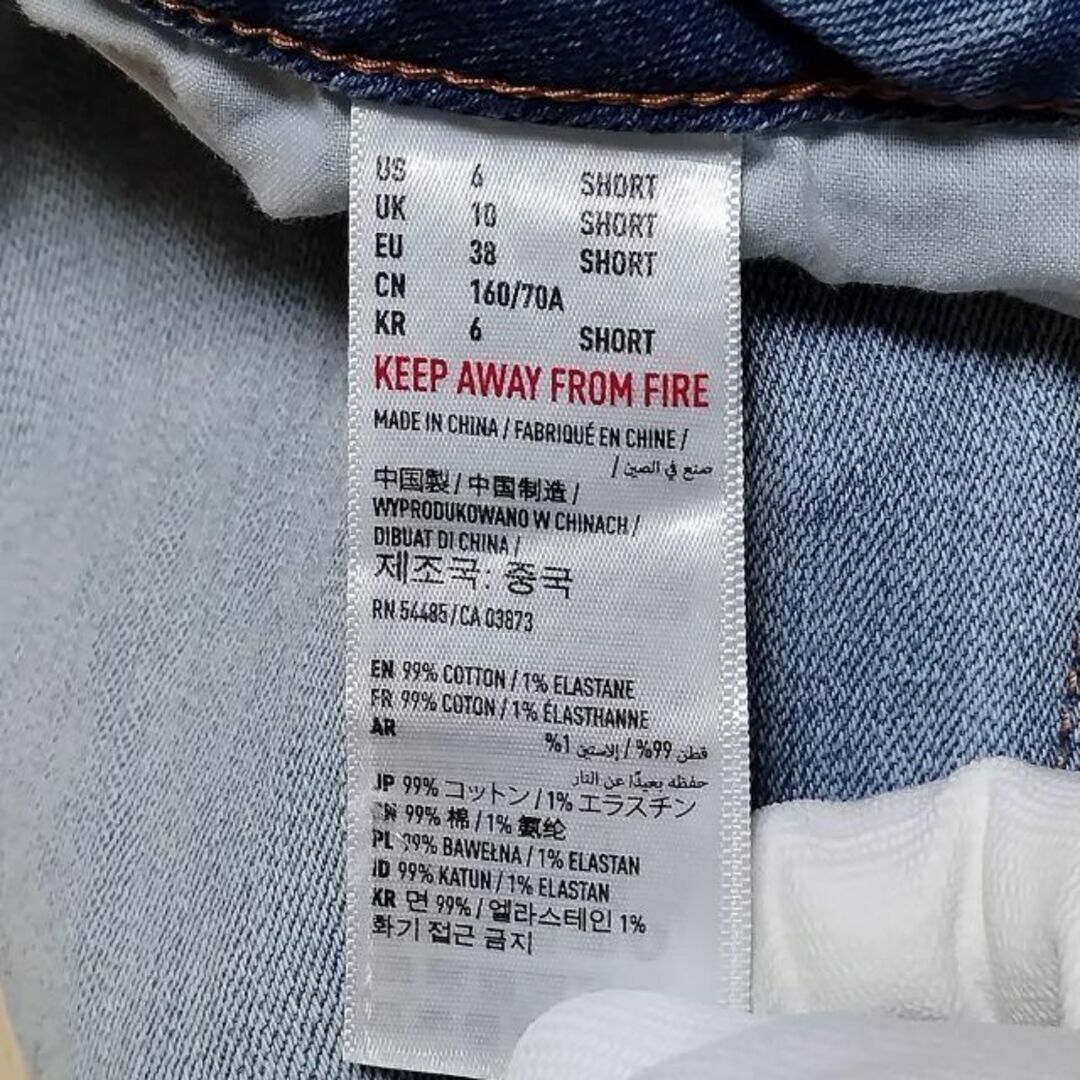 US 6 SHORT
UK 10 SHORT
EU 38 SHORT
CN 160/70A
KR 6 SHORT
KEEP AWAY FROM FIRE
MADE IN CHINA / FABRIQUÉ EN CHINE /
صنع في الصين /
中国製 / 中国制造 /
WYPRODUKOWANO W CHINACH /
DIBUAT DI CHINA /
제조국: 중국
RN 54485 / CA 03873
EN 99% COTTON / 1% ELASTANE
FR 99% COTON / 1% ÉLASTHANNE
AR
قطن 99% / إلاستين 1%
حفظه بعيدًا عن النار
JP 99% コットン / 1% エラスチン
CN 99% 棉 / 1% 氨纶
PL 99% BAWEŁNA / 1% ELASTAN
ID 99% KATUN / 1% ELASTAN
KR 면 99% / 엘라스테인 1%
화기 접근 금지